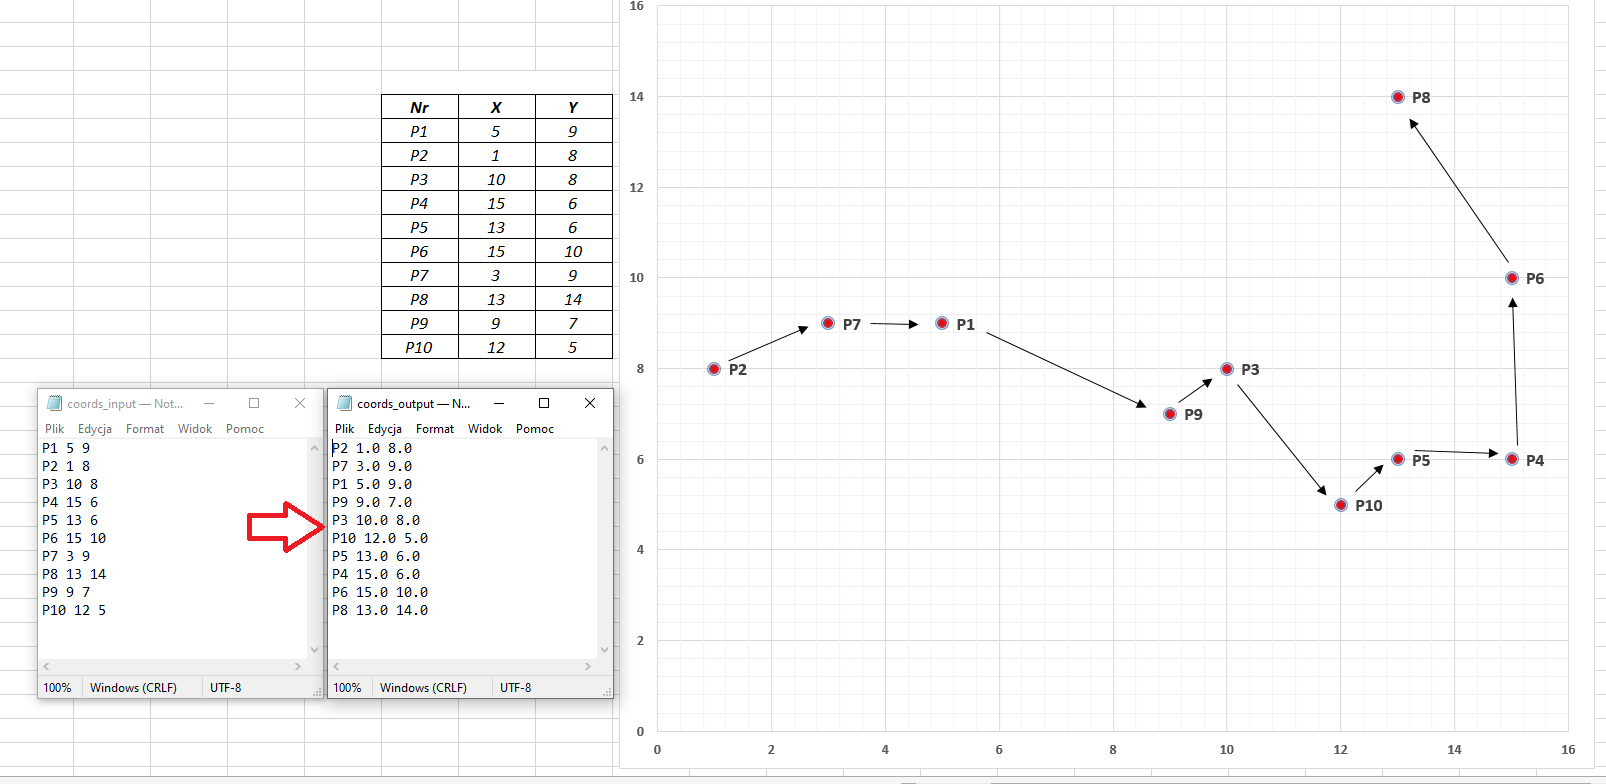 Nr X Y
P1 5 9
P2 1 8
P3 10 8
P4 15 6
P5 13 6
P6 15 10
P7 3 9
P8 13 14
P9 9 7
P10 12 5
coords_input — Not...
Plik Edycja Format Widok Pomoc
P1 5 9
P2 1 8
P3 10 8
P4 15 6
P5 13 6
P6 15 10
P7 3 9
P8 13 14
P9 9 7
P10 12 5
100% Windows (CRLF) UTF-8
coords_output — N...
Plik Edycja Format Widok Pomoc
P2 1.0 8.0
P7 3.0 9.0
P1 5.0 9.0
P9 9.0 7.0
P3 10.0 8.0
P10 12.0 5.0
P5 13.0 6.0
P4 15.0 6.0
P6 15.0 10.0
P8 13.0 14.0
100% Windows (CRLF) UTF-8
16
14
12
10
8
6
4
2
0
P8
P6
P7 P1
P2 P3
P9
P5 P4
P10
0 2 4 6 8 10 12 14 16